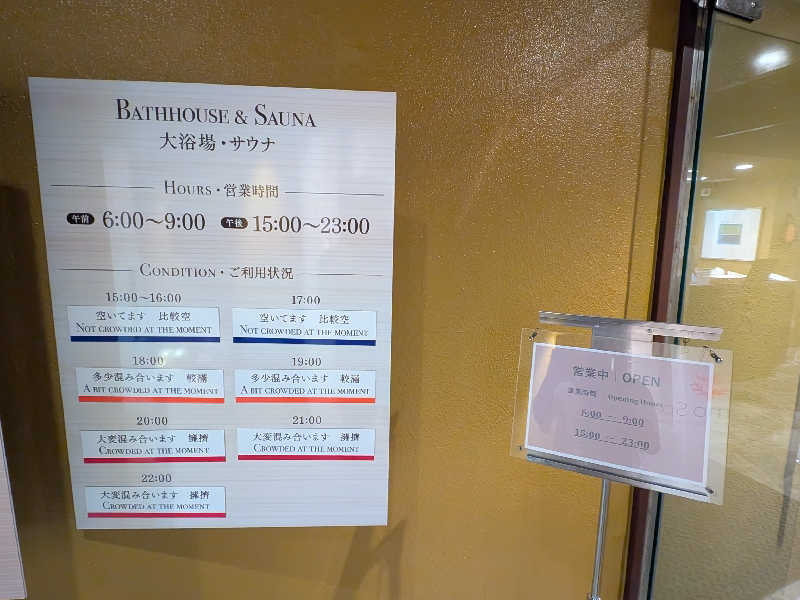 BATHHOUSE & SAUNA
大浴場・サウナ
HOURS・営業時間
午前 6:00～9:00 午後 15:00～23:00
CONDITION・ご利用状況
15:00～16:00
空いてます 比較空
NOT CROWDED AT THE MOMENT
17:00
空いてます 比較空
NOT CROWDED AT THE MOMENT
18:00
多少混み合います 較滿
A BIT CROWDED AT THE MOMENT
19:00
多少混み合います 較滿
A BIT CROWDED AT THE MOMENT
20:00
大変混み合います 擁擠
CROWDED AT THE MOMENT
21:00
大変混み合います 擁擠
CROWDED AT THE MOMENT
22:00
大変混み合います 擁擠
CROWDED AT THE MOMENT
営業中 OPEN
営業時間 Opening Hours
6:00 ~ 9:00
15:00 ~ 23:00